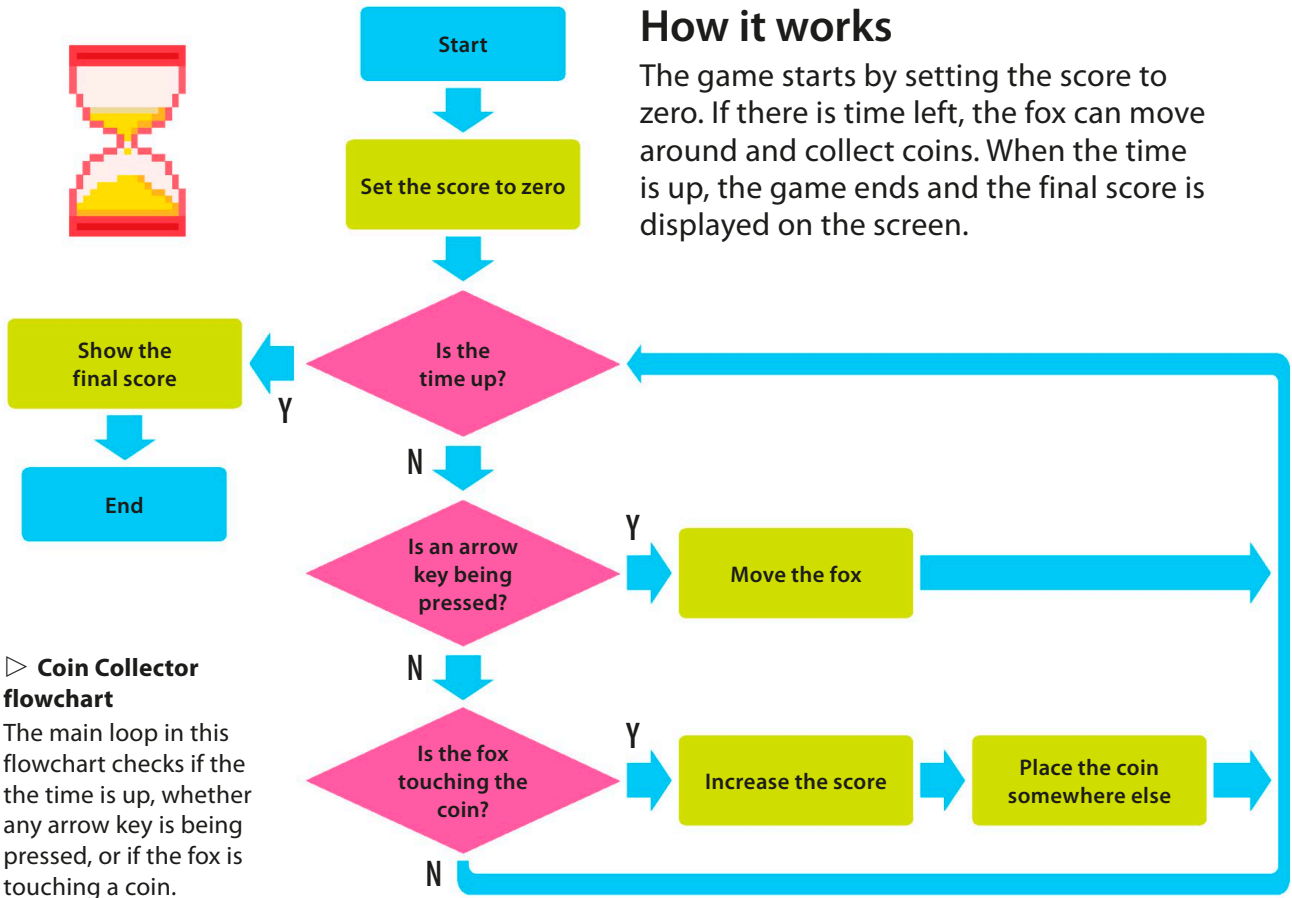 How it works
The game starts by setting the score to
zero. If there is time left, the fox can move
around and collect coins. When the time
is up, the game ends and the final score is
displayed on the screen.
Start
Set the score to zero
Is the
time up?
Y
Show the
final score
End
N
Is an arrow
key being
pressed?
Y
Move the fox
N
Is the fox
touching the
coin?
Y
Increase the score
Place the coin
somewhere else
N
▷ Coin Collector
flowchart
The main loop in this
flowchart checks if the
the time is up, whether
any arrow key is being
pressed, or if the fox is
touching a coin.